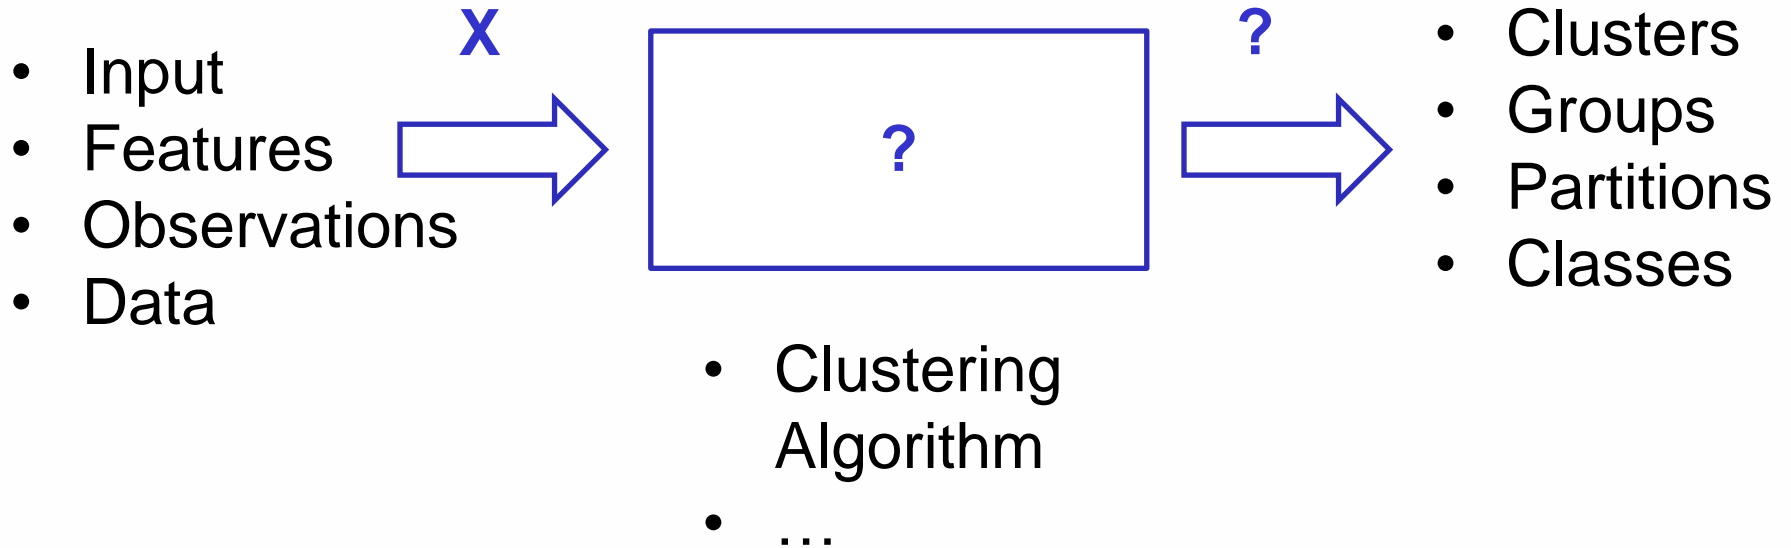 X
• Input
• Features
• Observations
• Data
?
• Clustering
Algorithm
• …
?
• Clusters
• Groups
• Partitions
• Classes